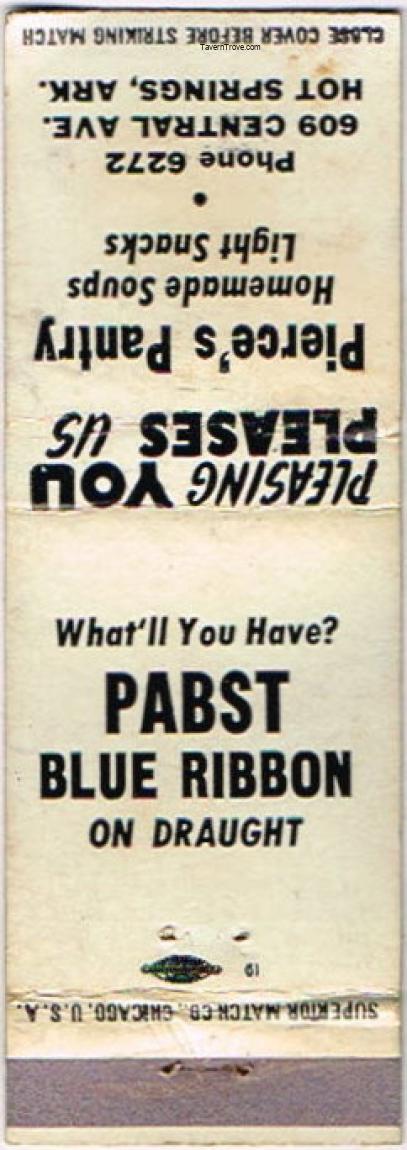 CLOSE COVER BEFORE STRIKING MATCH
TavernTrove.com
HOT SPRINGS, ARK.
609 CENTRAL AVE.
Phone 6272
•
Light Snacks
Homemade Soups
Pierce's Pantry
PLEASES US
PLEASING YOU
What'll You Have?
PABST
BLUE RIBBON
ON DRAUGHT
19
SUPERIOR MATCH CO., CHICAGO, U.S.A.